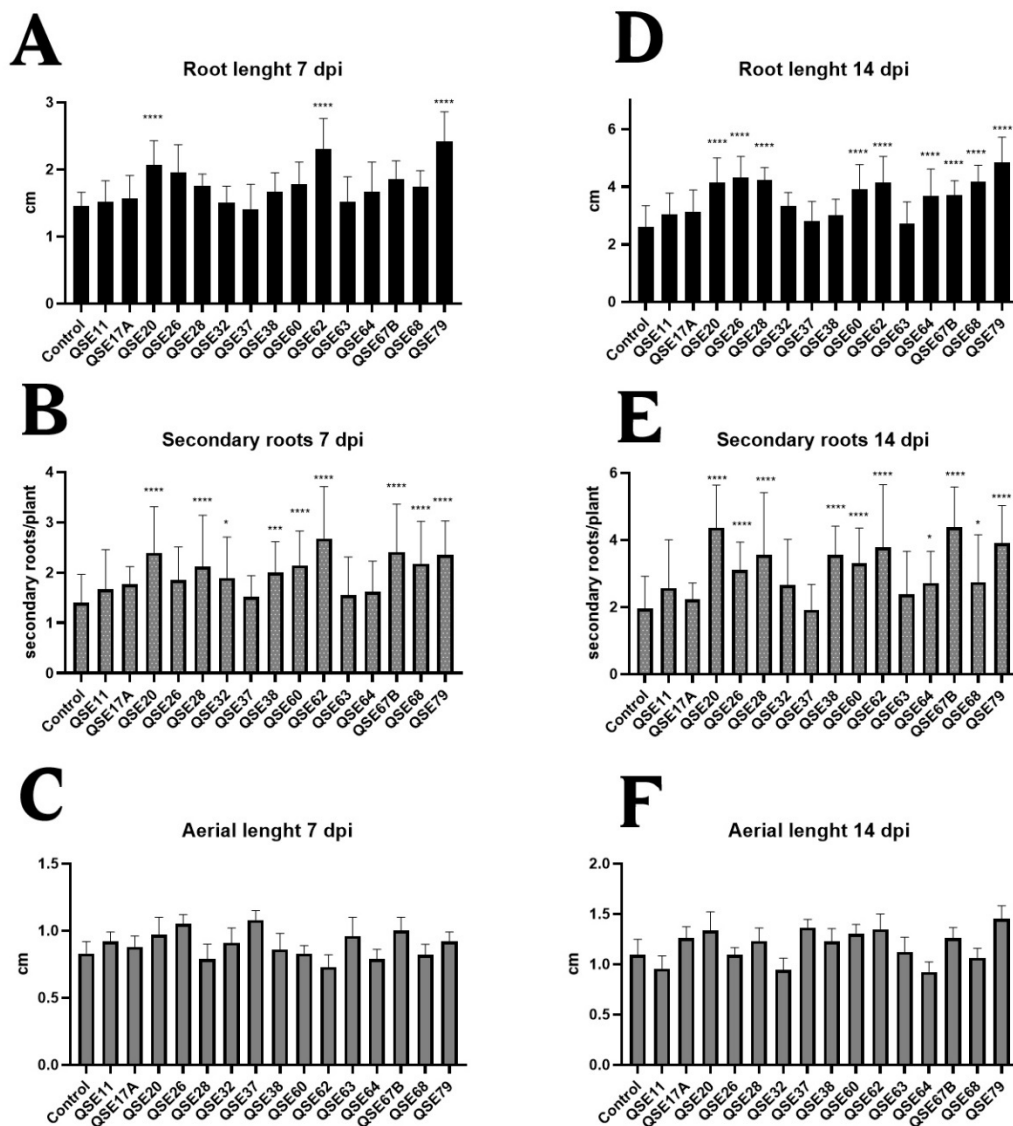 A
Root lenght 7 dpi
cm
3
2
1
0
****
****
****
Control
QSE11
QSE17A
QSE20
QSE26
QSE28
QSE32
QSE37
QSE38
QSE60
QSE62
QSE63
QSE64
QSE67B
QSE68
QSE79
D
Root lenght 14 dpi
cm
6
4
2
0
****
****
****
****
****
****
****
****
****
Control
QSE11
QSE17A
QSE20
QSE26
QSE28
QSE32
QSE37
QSE38
QSE60
QSE62
QSE63
QSE64
QSE67B
QSE68
QSE79
B
Secondary roots 7 dpi
secondary roots/plant
4
3
2
1
0
****
****
*
***
****
****
****
****
****
Control
QSE11
QSE17A
QSE20
QSE26
QSE28
QSE32
QSE37
QSE38
QSE60
QSE62
QSE63
QSE64
QSE67B
QSE68
QSE79
E
Secondary roots 14 dpi
secondary roots/plant
6
4
2
0
****
****
****
****
****
****
*
****
*
****
Control
QSE11
QSE17A
QSE20
QSE26
QSE28
QSE32
QSE37
QSE38
QSE60
QSE62
QSE63
QSE64
QSE67B
QSE68
QSE79
C
Aerial lenght 7 dpi
cm
1.5
1.0
0.5
0.0
Control
QSE11
QSE17A
QSE20
QSE26
QSE28
QSE32
QSE37
QSE38
QSE60
QSE62
QSE63
QSE64
QSE67B
QSE68
QSE79
F
Aerial lenght 14 dpi
cm
2.0
1.5
1.0
0.5
0.0
Control
QSE11
QSE17A
QSE20
QSE26
QSE28
QSE32
QSE37
QSE38
QSE60
QSE62
QSE63
QSE64
QSE67B
QSE68
QSE79